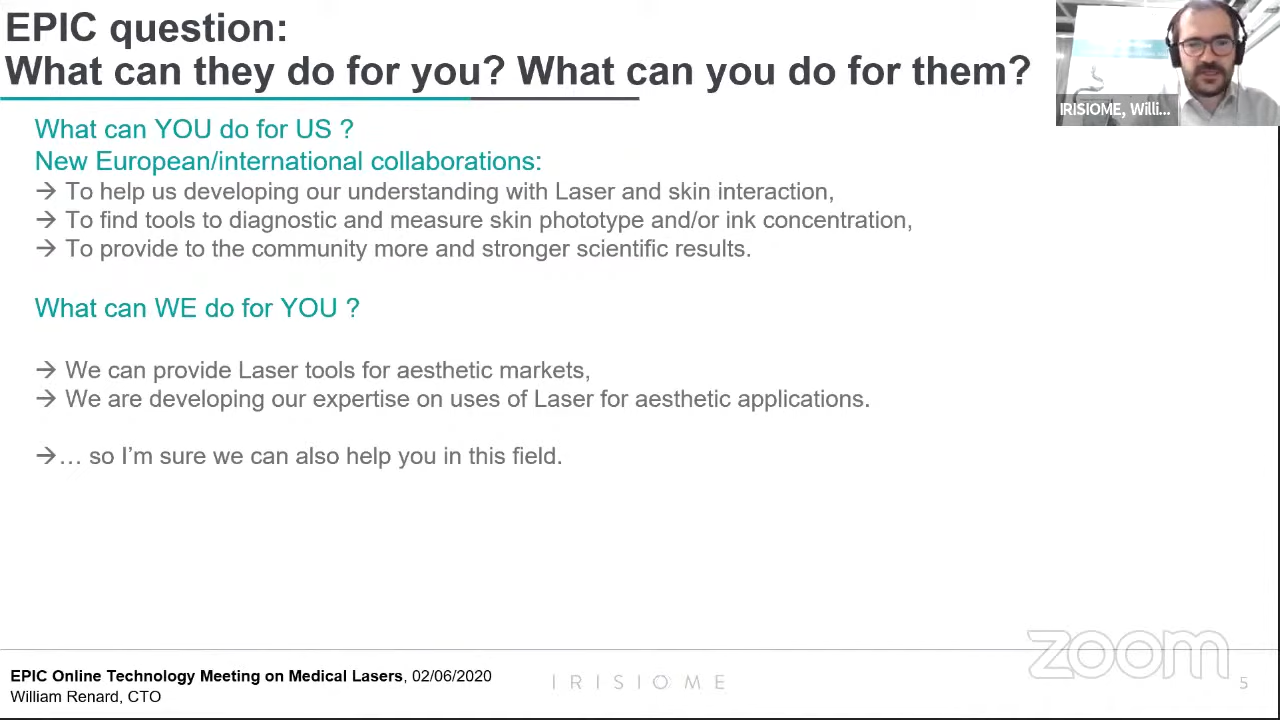 EPIC question:
What can they do for you? What can you do for them?
IRISIOME, Willi...
What can YOU do for US ?
New European/international collaborations:
→ To help us developing our understanding with Laser and skin interaction,
→ To find tools to diagnostic and measure skin phototype and/or ink concentration,
→ To provide to the community more and stronger scientific results.
What can WE do for YOU ?
→ We can provide Laser tools for aesthetic markets,
→ We are developing our expertise on uses of Laser for aesthetic applications.
→… so I'm sure we can also help you in this field.
zoom
EPIC Online Technology Meeting on Medical Lasers, 02/06/2020
William Renard, CTO
IRISIOME
5